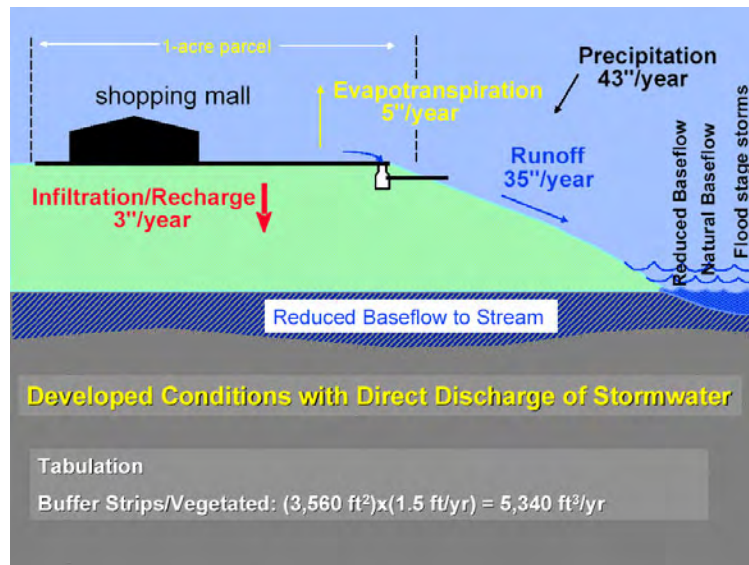 1-acre parcel
Precipitation
43"/year
shopping mall
Evapotranspiration
5"/year
Runoff
35"/year
Infiltration/Recharge
3"/year
Reduced Baseflow
Natural Baseflow
Flood stage storms
Reduced Baseflow to Stream
Developed Conditions with Direct Discharge of Stormwater
Tabulation
Buffer Strips/Vegetated: (3,560 ft²)x(1.5 ft/yr) = 5,340 ft³/yr